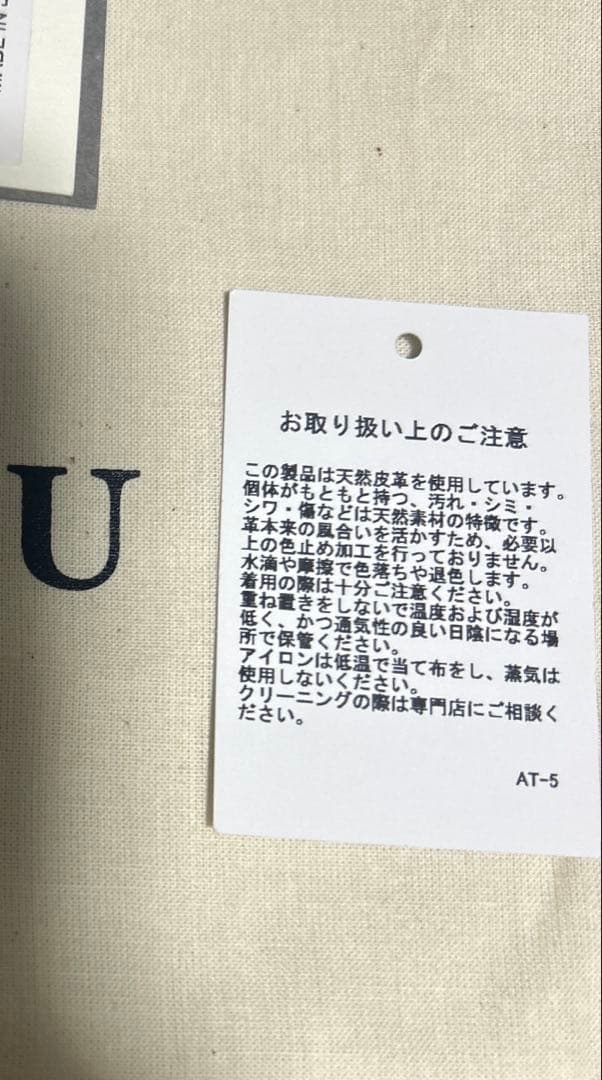 MADE IN
U
お取り扱い上のご注意
この製品は天然皮革を使用しています。
個体がもともと持つ、汚れ・シミ・
シワ・傷などは天然素材の特徴です。
革本来の風合いを活かすため、必要以
上の色止め加工を行っておりません。
水滴や摩擦で色落ちや退色します。
着用の際は十分ご注意ください。
重ね置きをしないで温度および湿度が
低く、かつ通気性の良い日陰になる場
所で保管ください。
アイロンは低温で当て布をし、蒸気は
使用しないください。
クリーニングの際は専門店にご相談く
ださい。
AT-5